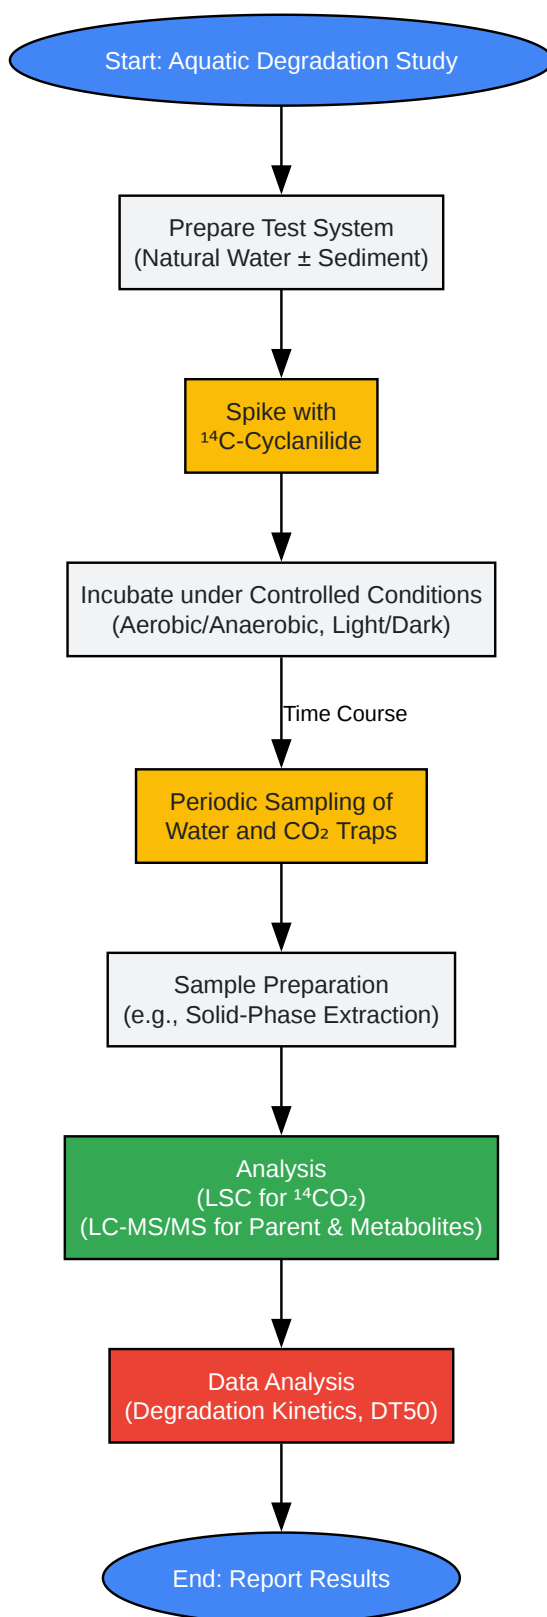 Start: Aquatic Degradation Study
Prepare Test System
(Natural Water ± Sediment)
Spike with
¹⁴C-Cyclanilide
Incubate under Controlled Conditions
(Aerobic/Anaerobic, Light/Dark)
Time Course
Periodic Sampling of
Water and CO₂ Traps
Sample Preparation
(e.g., Solid-Phase Extraction)
Analysis
(LSC for ¹⁴CO₂)
(LC-MS/MS for Parent & Metabolites)
Data Analysis
(Degradation Kinetics, DT50)
End: Report Results